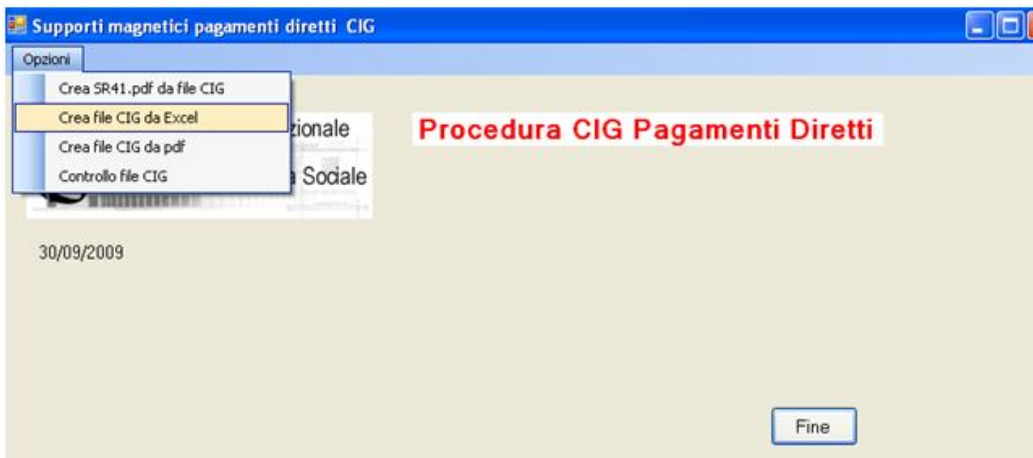 Supporti magnetici pagamenti diretti CIG
Opzioni
Crea SR41.pdf da file CIG
Crea file CIG da Excel
Crea file CIG da pdf
Controllo file CIG
zionale
Sociale
Procedura CIG Pagamenti Diretti
30/09/2009
Fine